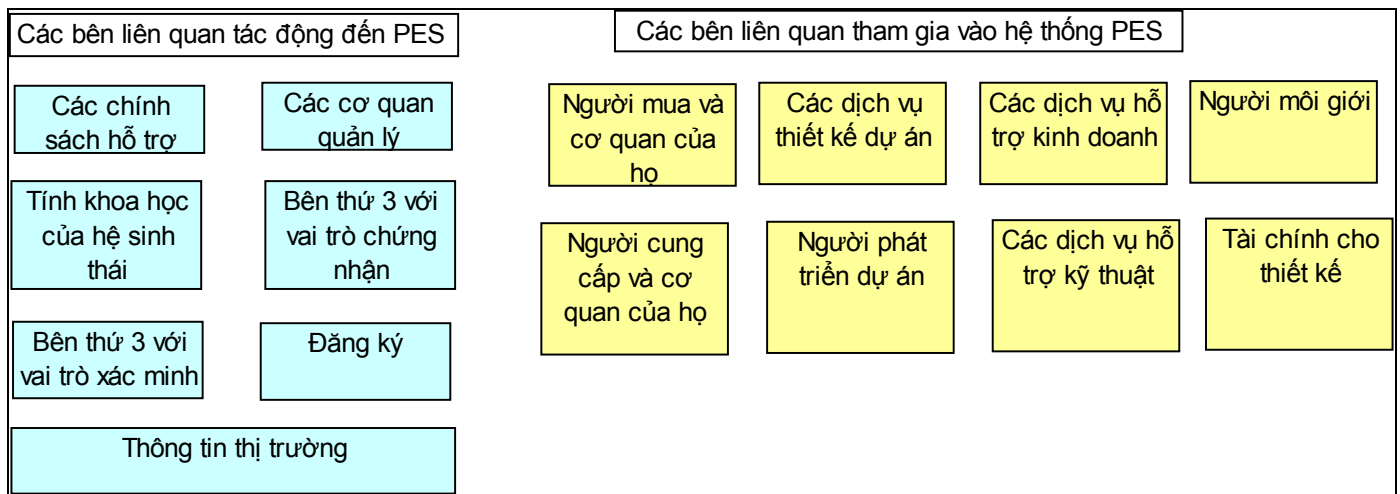 Các bên liên quan tác động đến PES
Các bên liên quan tham gia vào hệ thống PES
Các chính
sách hỗ trợ
Các cơ quan
quản lý
Người mua và
cơ quan của
họ
Các dịch vụ
thiết kế dự án
Các dịch vụ hỗ
trợ kinh doanh
Người môi giới
Tính khoa học
của hệ sinh
thái
Bên thứ 3 với
vai trò chứng
nhận
Người cung
cấp và cơ
quan của họ
Người phát
triển dự án
Các dịch vụ hỗ
trợ kỹ thuật
Tài chính cho
thiết kế
Bên thứ 3 với
vai trò xác minh
Đăng ký
Thông tin thị trường